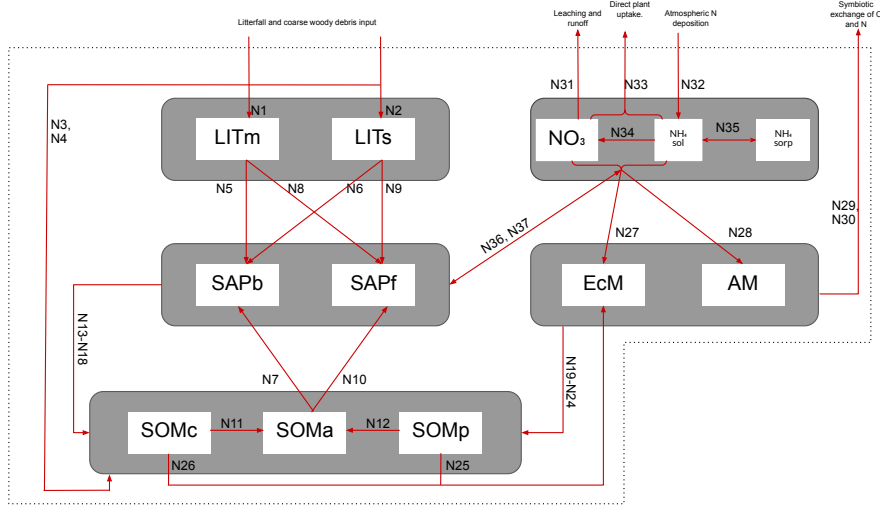 Litterfall and coarse woody debris input
Leaching and
runoff
Direct plant
uptake.
Atmospheric N
deposition
Symbiotic
exchange of C
and N
N1
N2
LITm
LITs
N3,
N4
N5
N8
N6
N9
N31
N33
N32
NO₃
N34
NH₄
sol
N35
NH₄
sorp
N29,
N30
N36, N37
N27
N28
SAPb
SAPf
EcM
AM
N13-N18
N7
N10
N19-N24
SOMc
N11
SOMa
N12
SOMp
N26
N25